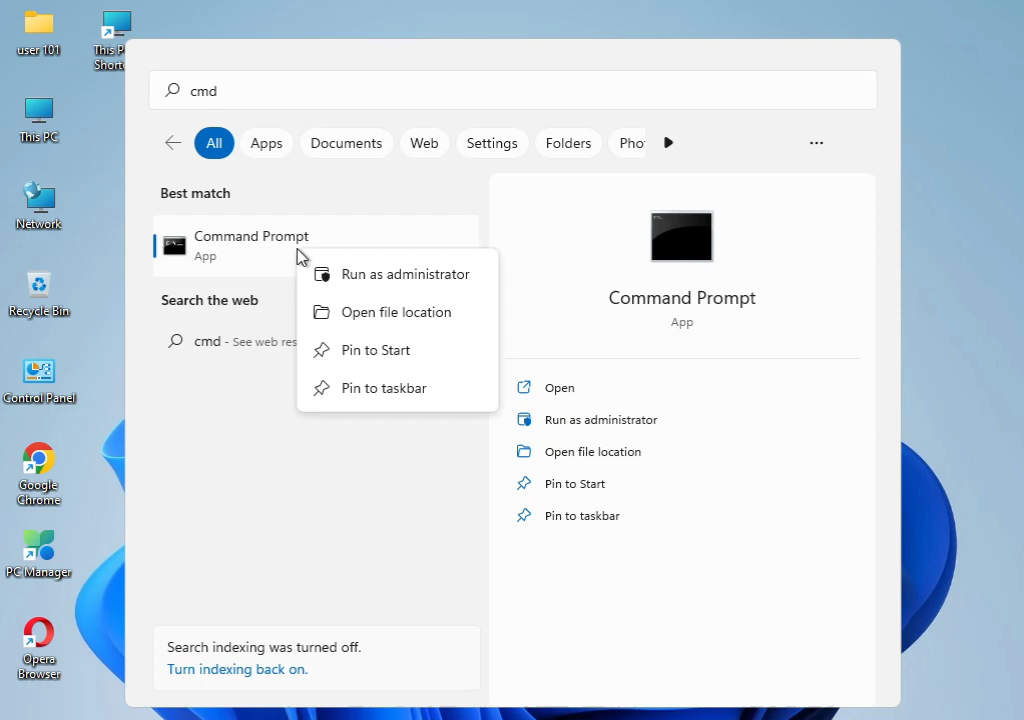 user 101
This P
Shorto
This PC
Network
Recycle Bin
Control Panel
Google
Chrome
PC Manager
Opera
Browser
cmd
All
Apps
Documents
Web
Settings
Folders
Pho
Best match
Command Prompt
App
Search the web
cmd - See web res
Run as administrator
Open file location
Pin to Start
Pin to taskbar
Command Prompt
App
Open
Run as administrator
Open file location
Pin to Start
Pin to taskbar
Search indexing was turned off.
Turn indexing back on.